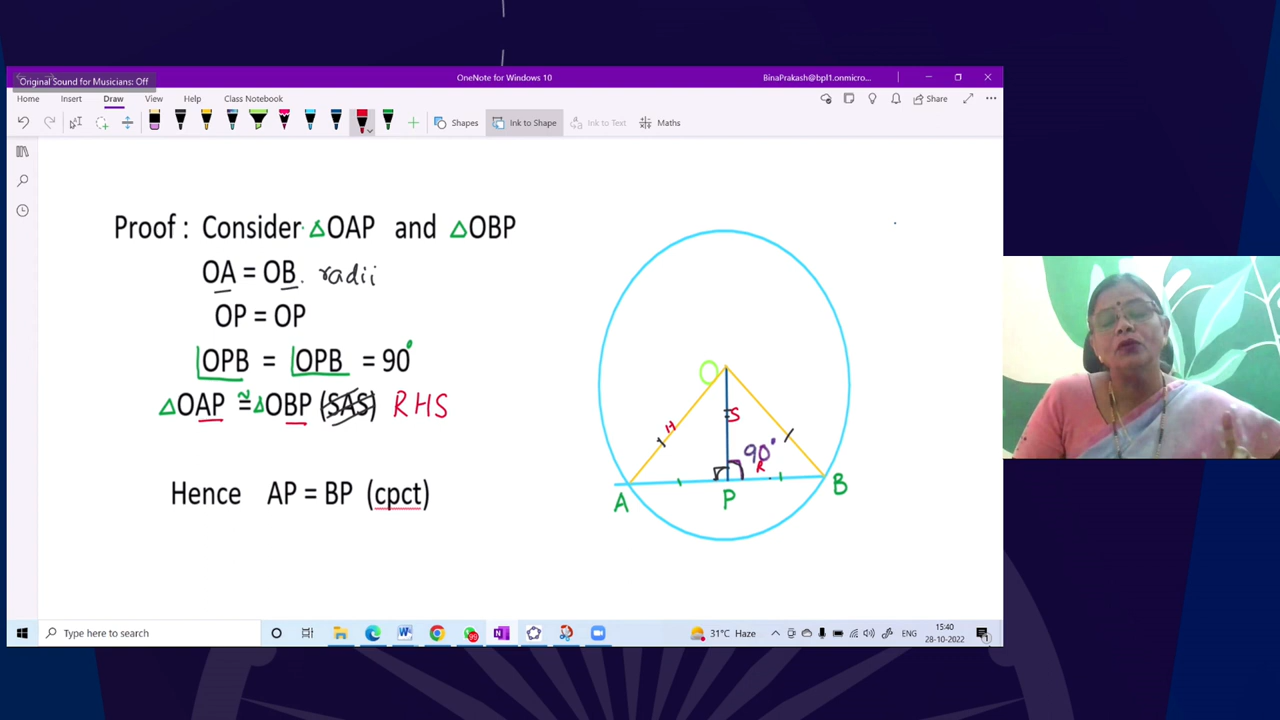 Original Sound for Musicians: Off
OneNote for Windows 10
BinaPrakash@bpl1.onmicro...
Home Insert Draw View Help Class Notebook
Share
Shapes Ink to Shape Ink to Text Maths
Proof : Consider △OAP and △OBP
OA = OB. radii
OP = OP
∟OPB = ∟OPB = 90°
△OAP ≅ △OBP (SAS) RHS
Hence AP = BP (cpct)
O
H
S
90°
R
A
P
B
Type here to search
99
31°C Haze
ENG
15:40
28-10-2022
1